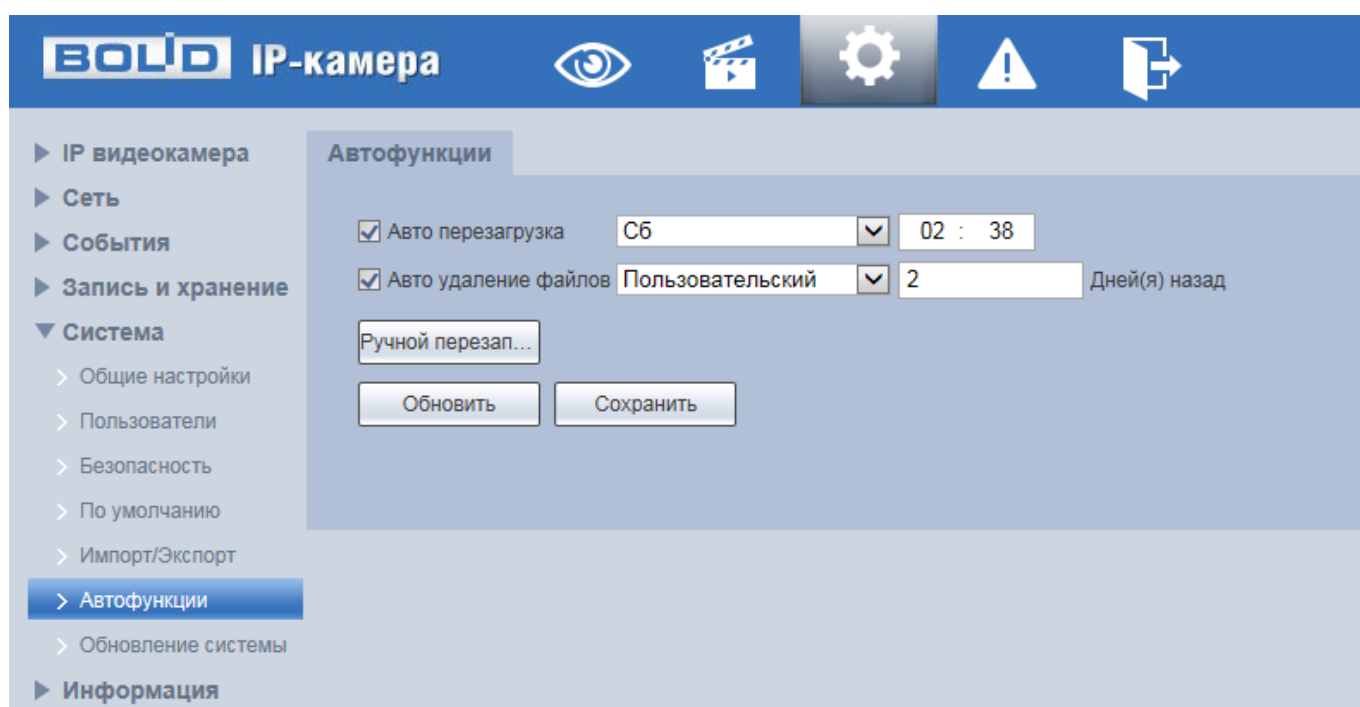 BOLID IP-камера
IP видеокамера
Сеть
События
Запись и хранение
Система
Общие настройки
Пользователи
Безопасность
По умолчанию
Импорт/Экспорт
Автофункции
Обновление системы
Информация
Автофункции
Авто перезагрузка Сб 02 : 38
Авто удаление файлов Пользовательский 2 Дней(я) назад
Ручной перезап...
Обновить Сохранить